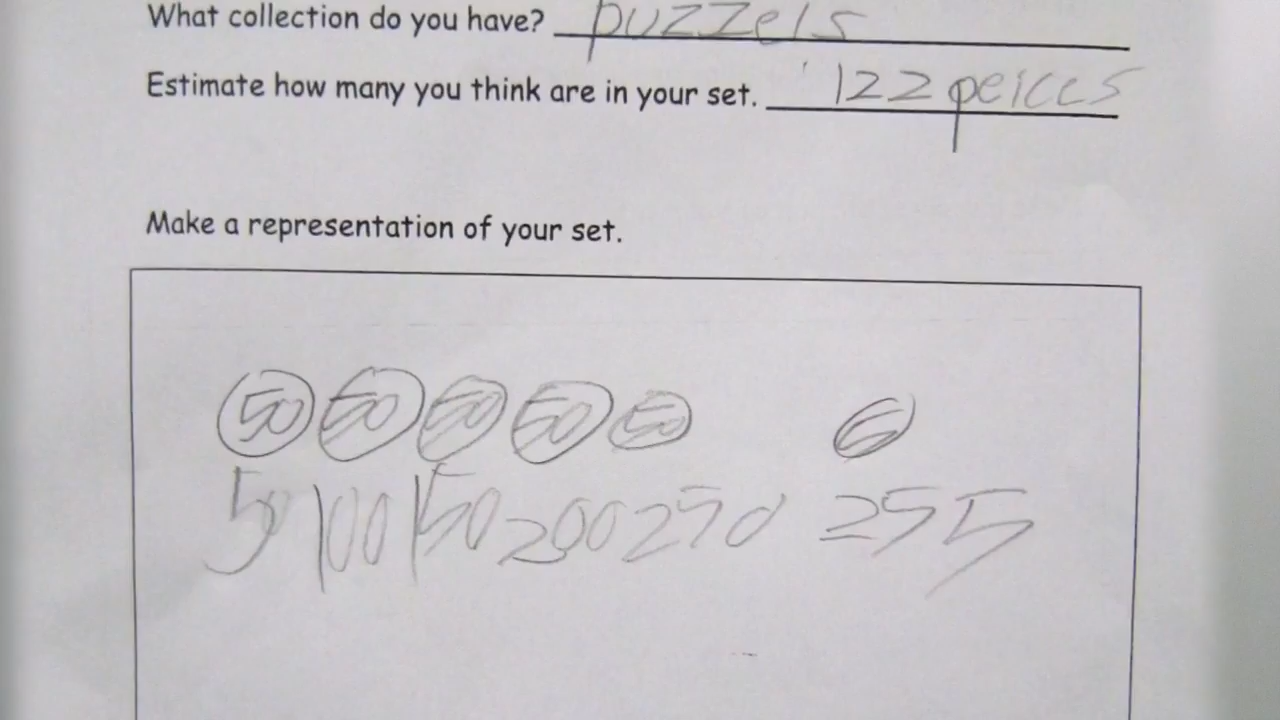 What collection do you have? puzzels
Estimate how many you think are in your set. 122 peices
Make a representation of your set.
50 50 50 50 50 5
50 100 150 200 250 255